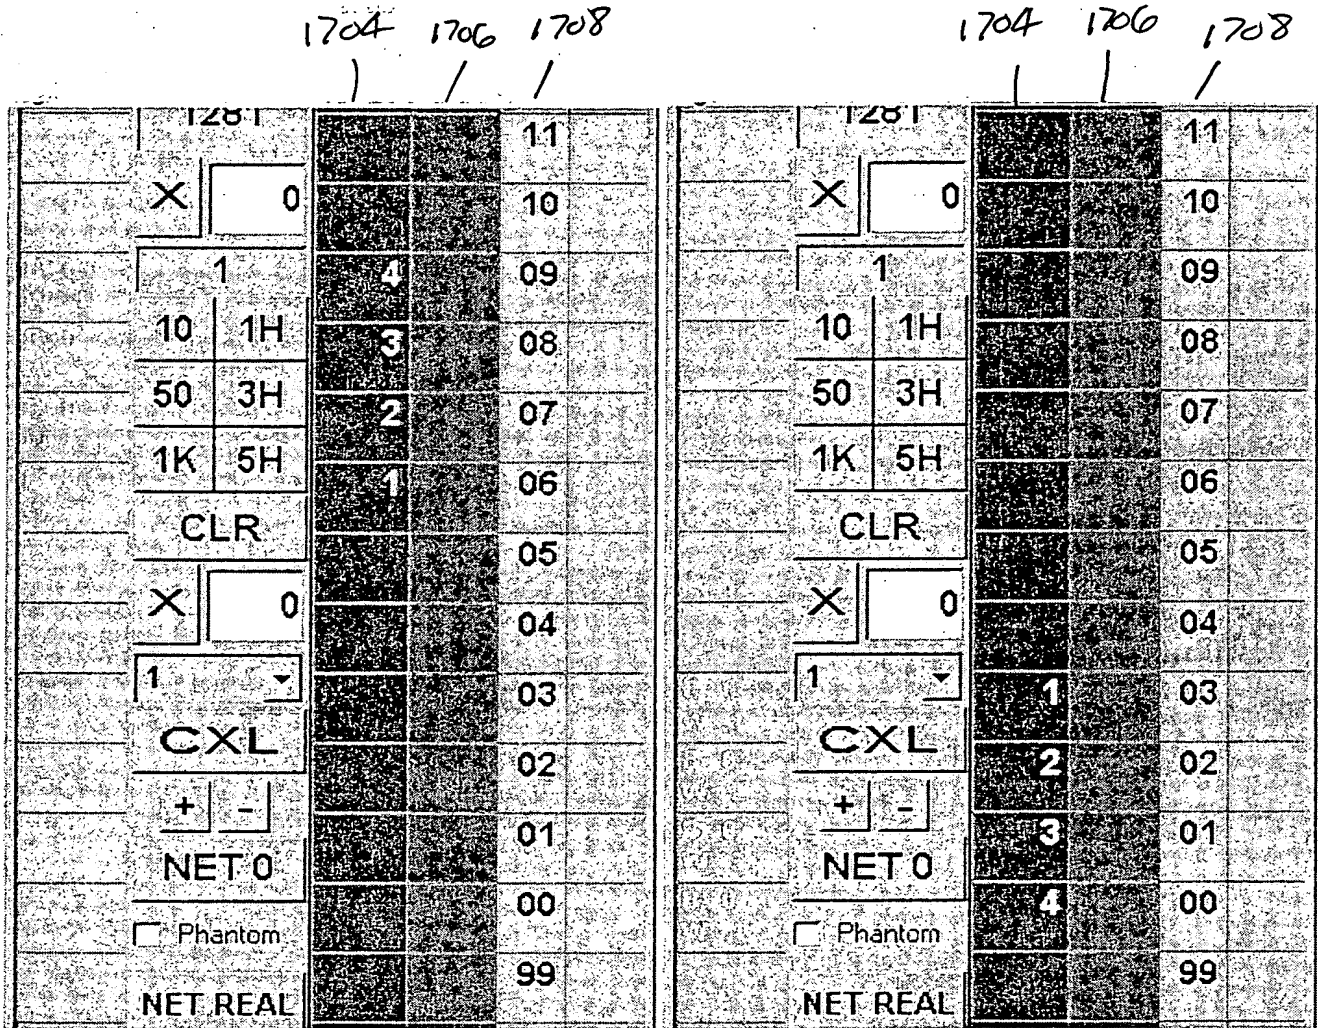 1704 1706 1708 1704 1706 1708
1281 11 1281 11
X 0 10 X 0 10
1 4 09 1 09
10 1H 3 08 10 1H 08
50 3H 2 07 50 3H 07
1K 5H 1 06 1K 5H 06
CLR 05 CLR 05
X 0 04 X 0 04
1 03 1 1 03
CXL 02 CXL 2 02
+ - 01 + - 3 01
NET 0 00 NET 0 4 00
Phantom Phantom
NET REAL 99 NET REAL 99